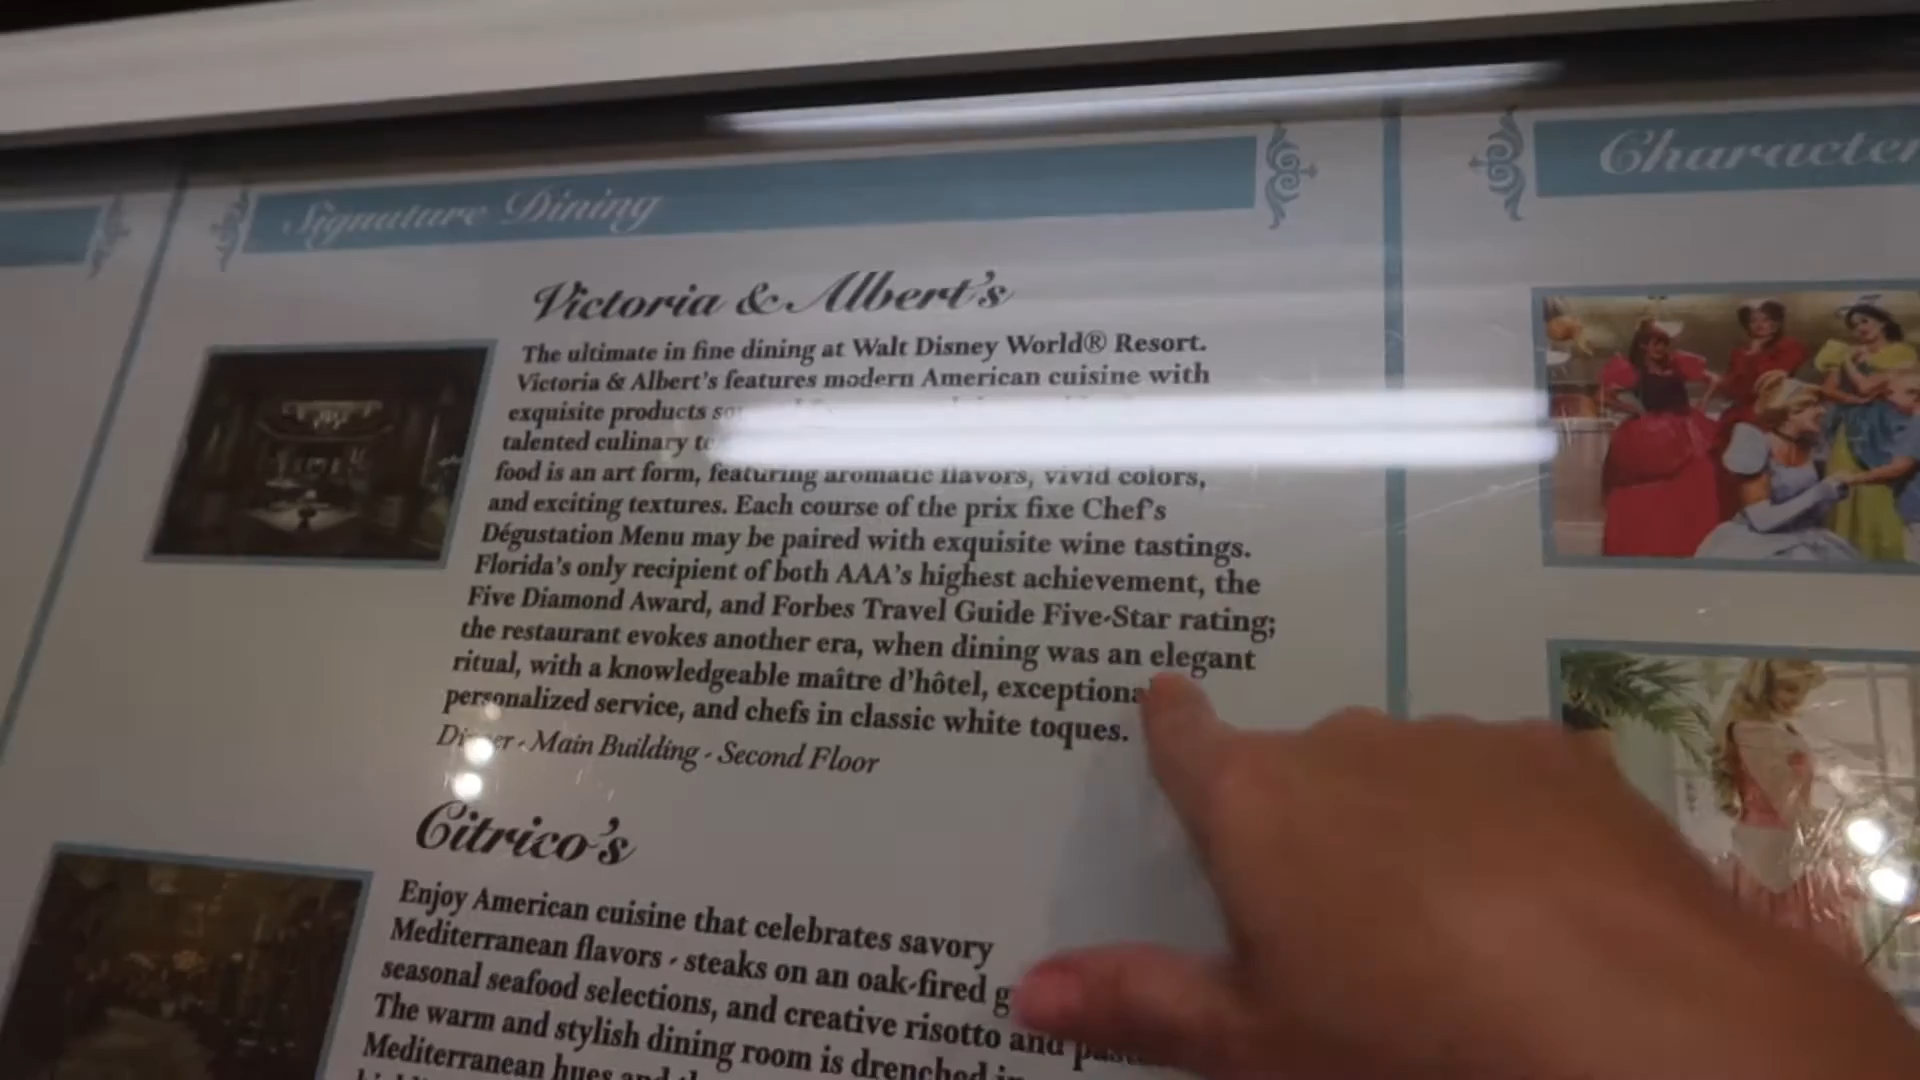 Signature Dining
Victoria & Albert's
The ultimate in fine dining at Walt Disney World® Resort.
Victoria & Albert's features modern American cuisine with
exquisite products
talented culinary
food is an art form, featuring aromatic flavors, vivid colors,
and exciting textures. Each course of the prix fixe Chef's
Dégustation Menu may be paired with exquisite wine tastings.
Florida's only recipient of both AAA's highest achievement, the
Five Diamond Award, and Forbes Travel Guide Five-Star rating;
the restaurant evokes another era, when dining was an elegant
ritual, with a knowledgeable maître d'hôtel, exceptional
personalized service, and chefs in classic white toques.
Dinner - Main Building - Second Floor
Citrico's
Enjoy American cuisine that celebrates savory
Mediterranean flavors - steaks on an oak-fired
seasonal seafood selections, and creative risotto and
The warm and stylish dining room is drenched in
Mediterranean hues and
Character